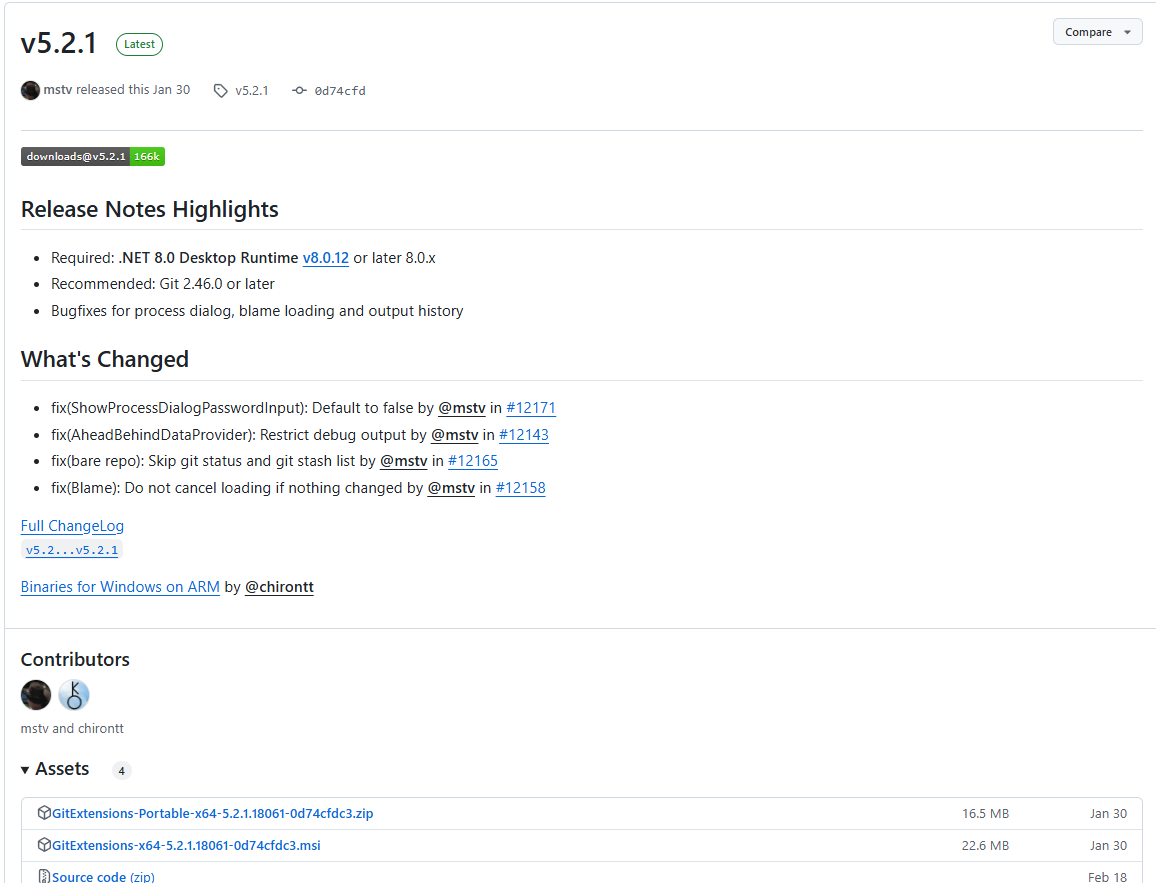 v5.2.1 Latest Compare
mstv released this Jan 30 v5.2.1 0d74cfd
downloads@v5.2.1 166k
Release Notes Highlights
Required: .NET 8.0 Desktop Runtime v8.0.12 or later 8.0.x
Recommended: Git 2.46.0 or later
Bugfixes for process dialog, blame loading and output history
What's Changed
fix(ShowProcessDialogPasswordInput): Default to false by @mstv in #12171
fix(AheadBehindDataProvider): Restrict debug output by @mstv in #12143
fix(bare repo): Skip git status and git stash list by @mstv in #12165
fix(Blame): Do not cancel loading if nothing changed by @mstv in #12158
Full ChangeLog
v5.2...v5.2.1
Binaries for Windows on ARM by @chirontt
Contributors
mstv and chirontt
Assets 4
GitExtensions-Portable-x64-5.2.1.18061-0d74cfdc3.zip 16.5 MB Jan 30
GitExtensions-x64-5.2.1.18061-0d74cfdc3.msi 22.6 MB Jan 30
Source code (zip) Feb 18